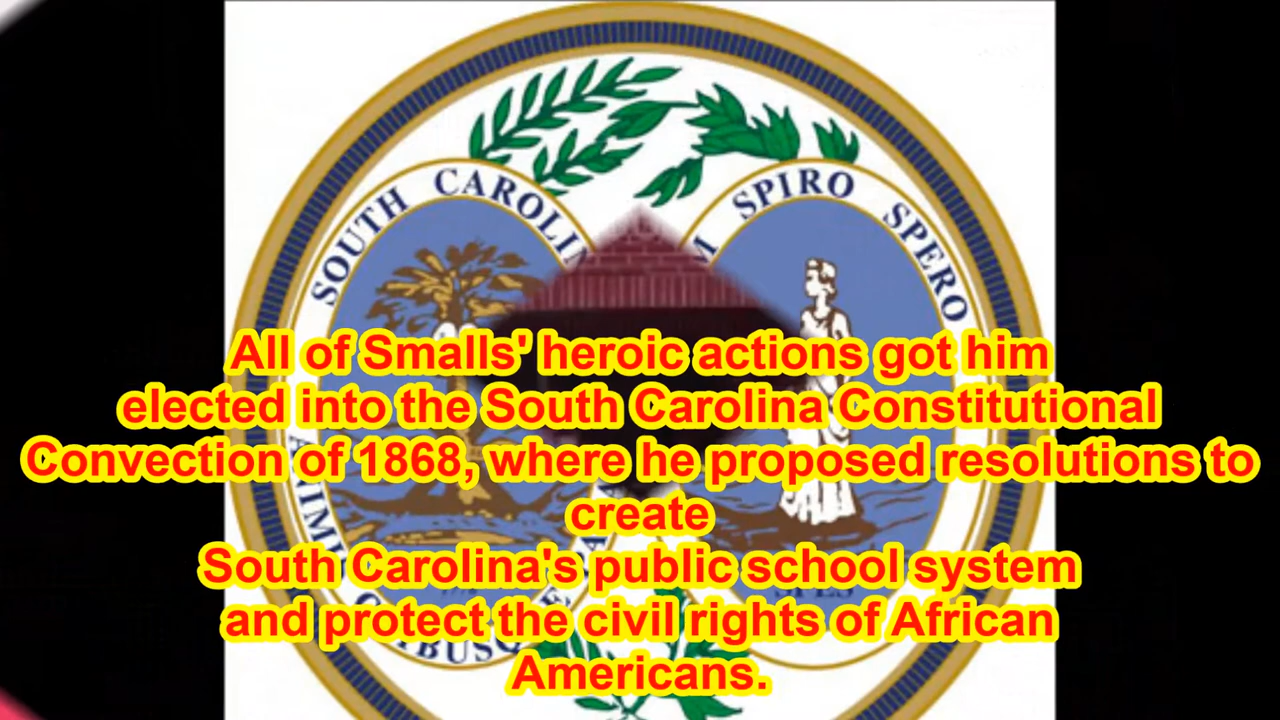 SOUTH CAROLIN
M SPIRO SPERO
All of Smalls' heroic actions got him
elected into the South Carolina Constitutional
Convection of 1868, where he proposed resolutions to
create
South Carolina's public school system
and protect the civil rights of African
Americans.